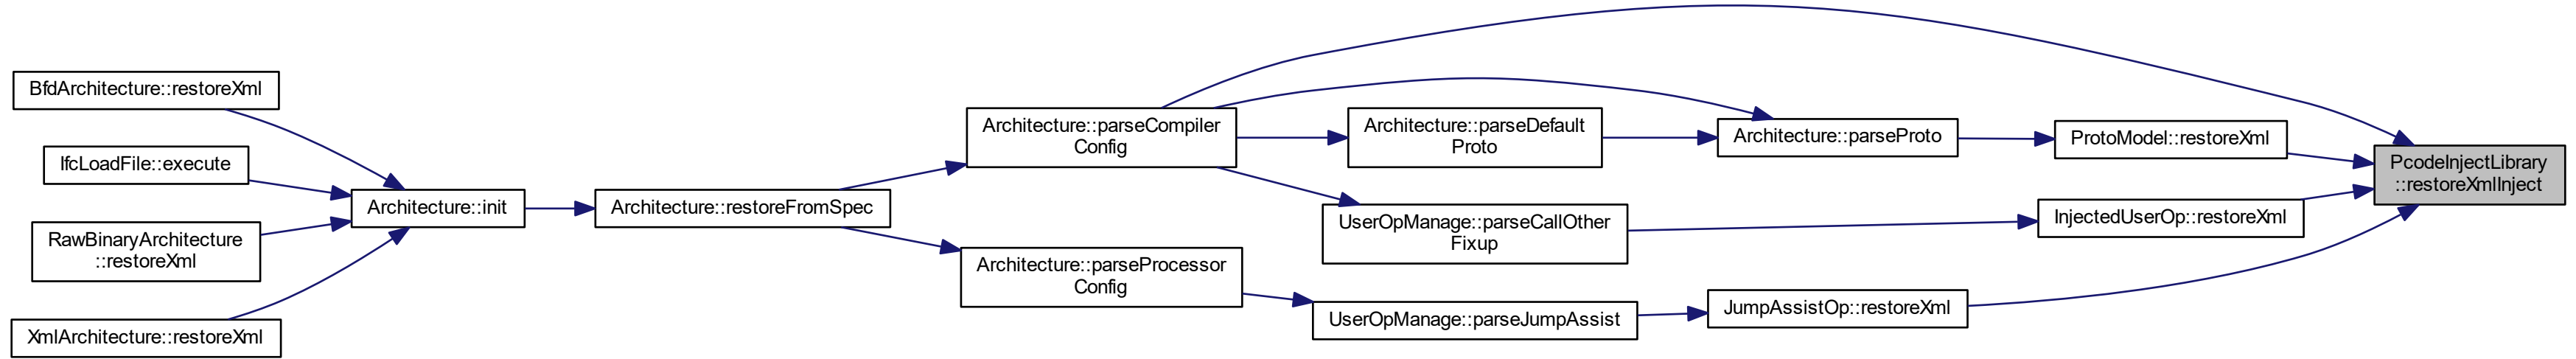 BfdArchitecture::restoreXml
IfcLoadFile::execute
RawBinaryArchitecture
::restoreXml
XmlArchitecture::restoreXml
Architecture::init
Architecture::restoreFromSpec
Architecture::parseCompiler
Config
Architecture::parseProcessor
Config
Architecture::parseDefault
Proto
UserOpManage::parseCallOther
Fixup
UserOpManage::parseJumpAssist
Architecture::parseProto
JumpAssistOp::restoreXml
ProtoModel::restoreXml
InjectedUserOp::restoreXml
PcodeInjectLibrary
::restoreXmlInject